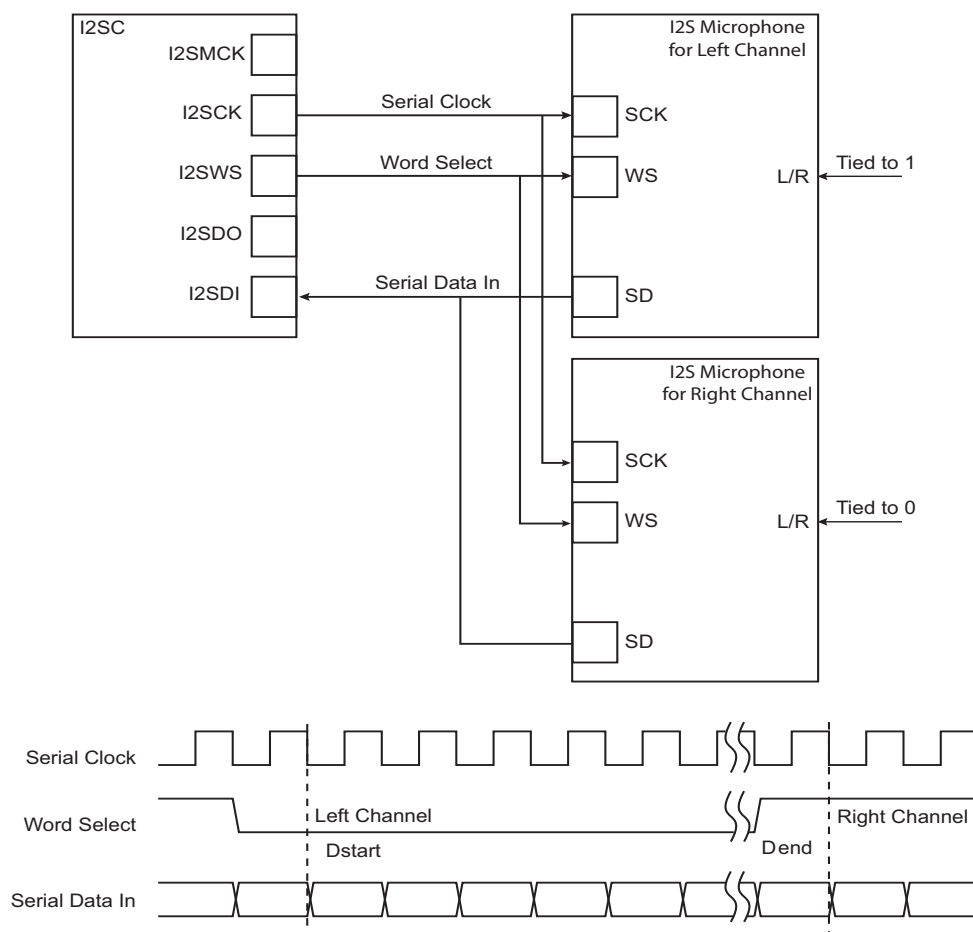 I2SC
I2SMCK
I2SCK
I2SWS
I2SDO
I2SDI
Serial Clock
Word Select
Serial Data In
I2S Microphone
for Left Channel
SCK
WS
SD
L/R
Tied to 1
I2S Microphone
for Right Channel
SCK
WS
SD
L/R
Tied to 0
Serial Clock
Word Select
Left Channel
Right Channel
Dstart
Dend
Serial Data In